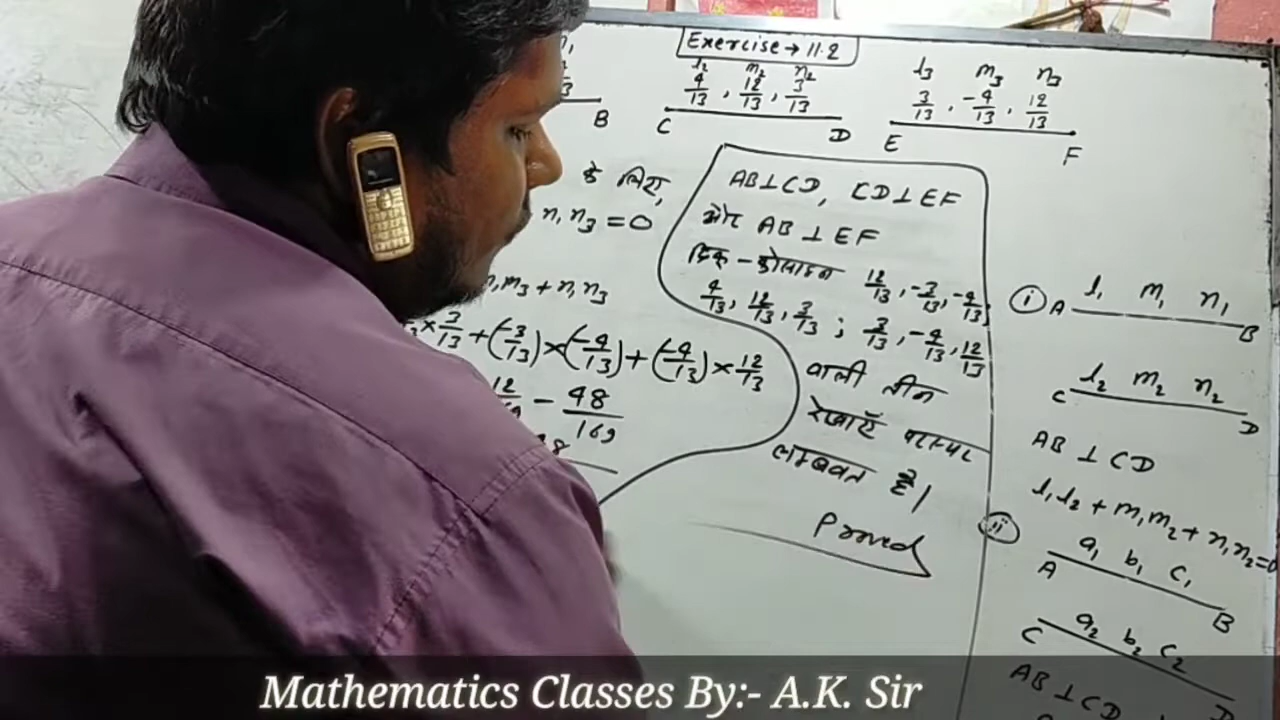 Exercise → 11.2
l₂ m₂ n₂
4/13, 12/13, 3/13
B C D
l₃ m₃ n₃
3/13, -4/13, 12/13
E F
के लिए,
n₁n₃ = 0
m₃ + n₁n₃
× 3/13 + (-3/13) × (-4/13) + (-4/13) × 12/13
- 48/169
AB ⊥ CD, CD ⊥ EF
और AB ⊥ EF
दिक् - कोसाइन 12/13, -3/13, -4/13;
4/13, 12/13, 3/13 ; 3/13, -4/13, 12/13
वाली तीन
रेखाएँ परस्पर
लम्बवत है।
Proved
(i) A l₁ m₁ n₁ B
C l₂ m₂ n₂ D
AB ⊥ CD
l₁l₂ + m₁m₂ + n₁n₂ = 0
(ii) a₁ b₁ c₁
A B
a₂ b₂ c₂
C D
AB ⊥ CD
Mathematics Classes By:- A.K. Sir